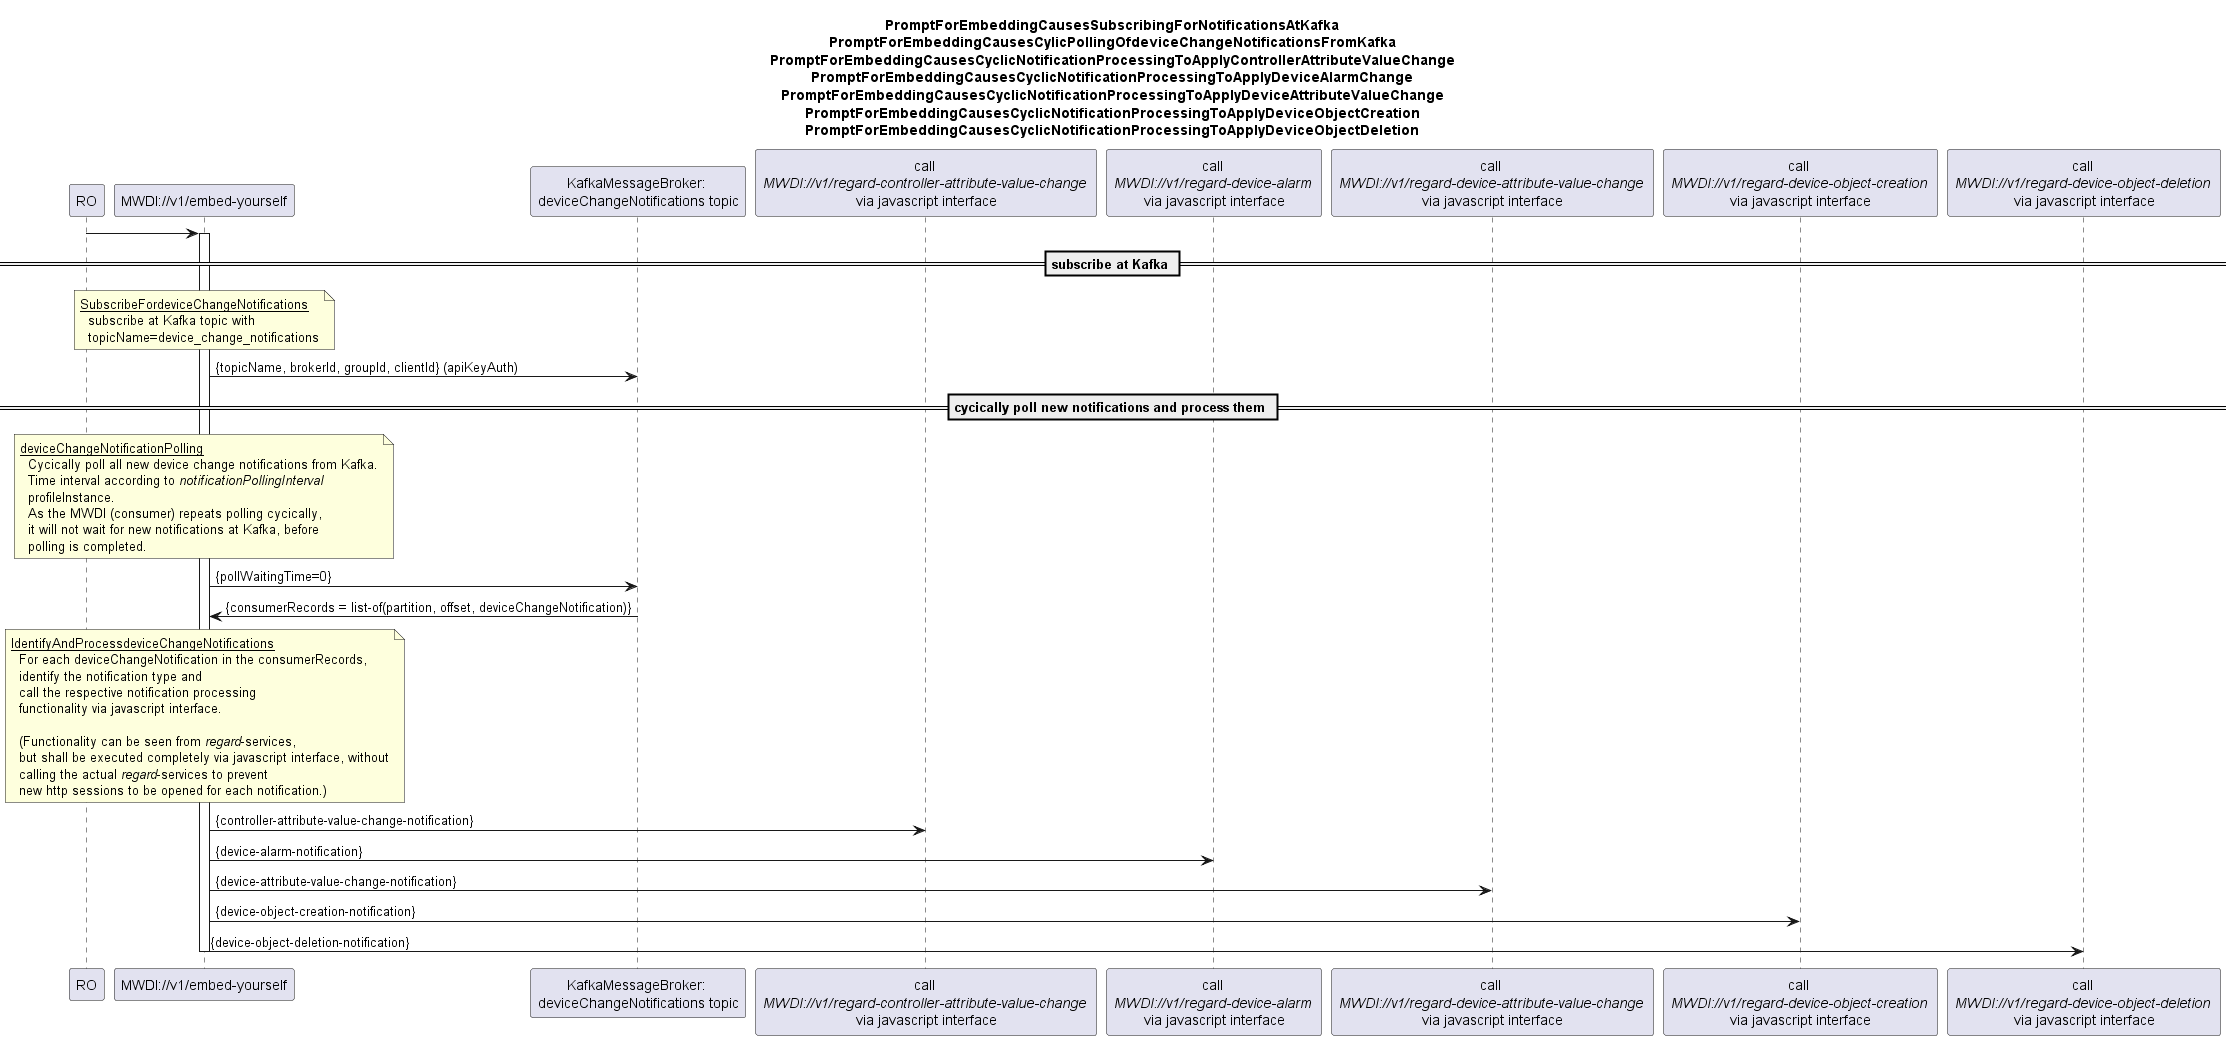 PromptForEmbeddingCausesSubscribingForNotificationsAtKafka
PromptForEmbeddingCausesCylicPollingOfdeviceChangeNotificationsFromKafka
PromptForEmbeddingCausesCyclicNotificationProcessingToApplyControllerAttributeValueChange
PromptForEmbeddingCausesCyclicNotificationProcessingToApplyDeviceAlarmChange
PromptForEmbeddingCausesCyclicNotificationProcessingToApplyDeviceAttributeValueChange
PromptForEmbeddingCausesCyclicNotificationProcessingToApplyDeviceObjectCreation
PromptForEmbeddingCausesCyclicNotificationProcessingToApplyDeviceObjectDeletion
RO
MWDI://v1/embed-yourself
KafkaMessageBroker:
deviceChangeNotifications topic
call
MWDI://v1/regard-controller-attribute-value-change
via javascript interface
call
MWDI://v1/regard-device-alarm
via javascript interface
call
MWDI://v1/regard-device-attribute-value-change
via javascript interface
call
MWDI://v1/regard-device-object-creation
via javascript interface
call
MWDI://v1/regard-device-object-deletion
via javascript interface
subscribe at Kafka
SubscribeFordeviceChangeNotifications
subscribe at Kafka topic with
topicName=device_change_notifications
{topicName, brokerId, groupId, clientId} (apiKeyAuth)
cycically poll new notifications and process them
deviceChangeNotificationPolling
Cycically poll all new device change notifications from Kafka.
Time interval according to notificationPollingInterval
profileInstance.
As the MWDI (consumer) repeats polling cycically,
it will not wait for new notifications at Kafka, before
polling is completed.
{pollWaitingTime=0}
{consumerRecords = list-of(partition, offset, deviceChangeNotification)}
IdentifyAndProcessdeviceChangeNotifications
For each deviceChangeNotification in the consumerRecords,
identify the notification type and
call the respective notification processing
functionality via javascript interface.
(Functionality can be seen from regard-services,
but shall be executed completely via javascript interface, without
calling the actual regard-services to prevent
new http sessions to be opened for each notification.)
{controller-attribute-value-change-notification}
{device-alarm-notification}
{device-attribute-value-change-notification}
{device-object-creation-notification}
{device-object-deletion-notification}
RO
MWDI://v1/embed-yourself
KafkaMessageBroker:
deviceChangeNotifications topic
call
MWDI://v1/regard-controller-attribute-value-change
via javascript interface
call
MWDI://v1/regard-device-alarm
via javascript interface
call
MWDI://v1/regard-device-attribute-value-change
via javascript interface
call
MWDI://v1/regard-device-object-creation
via javascript interface
call
MWDI://v1/regard-device-object-deletion
via javascript interface